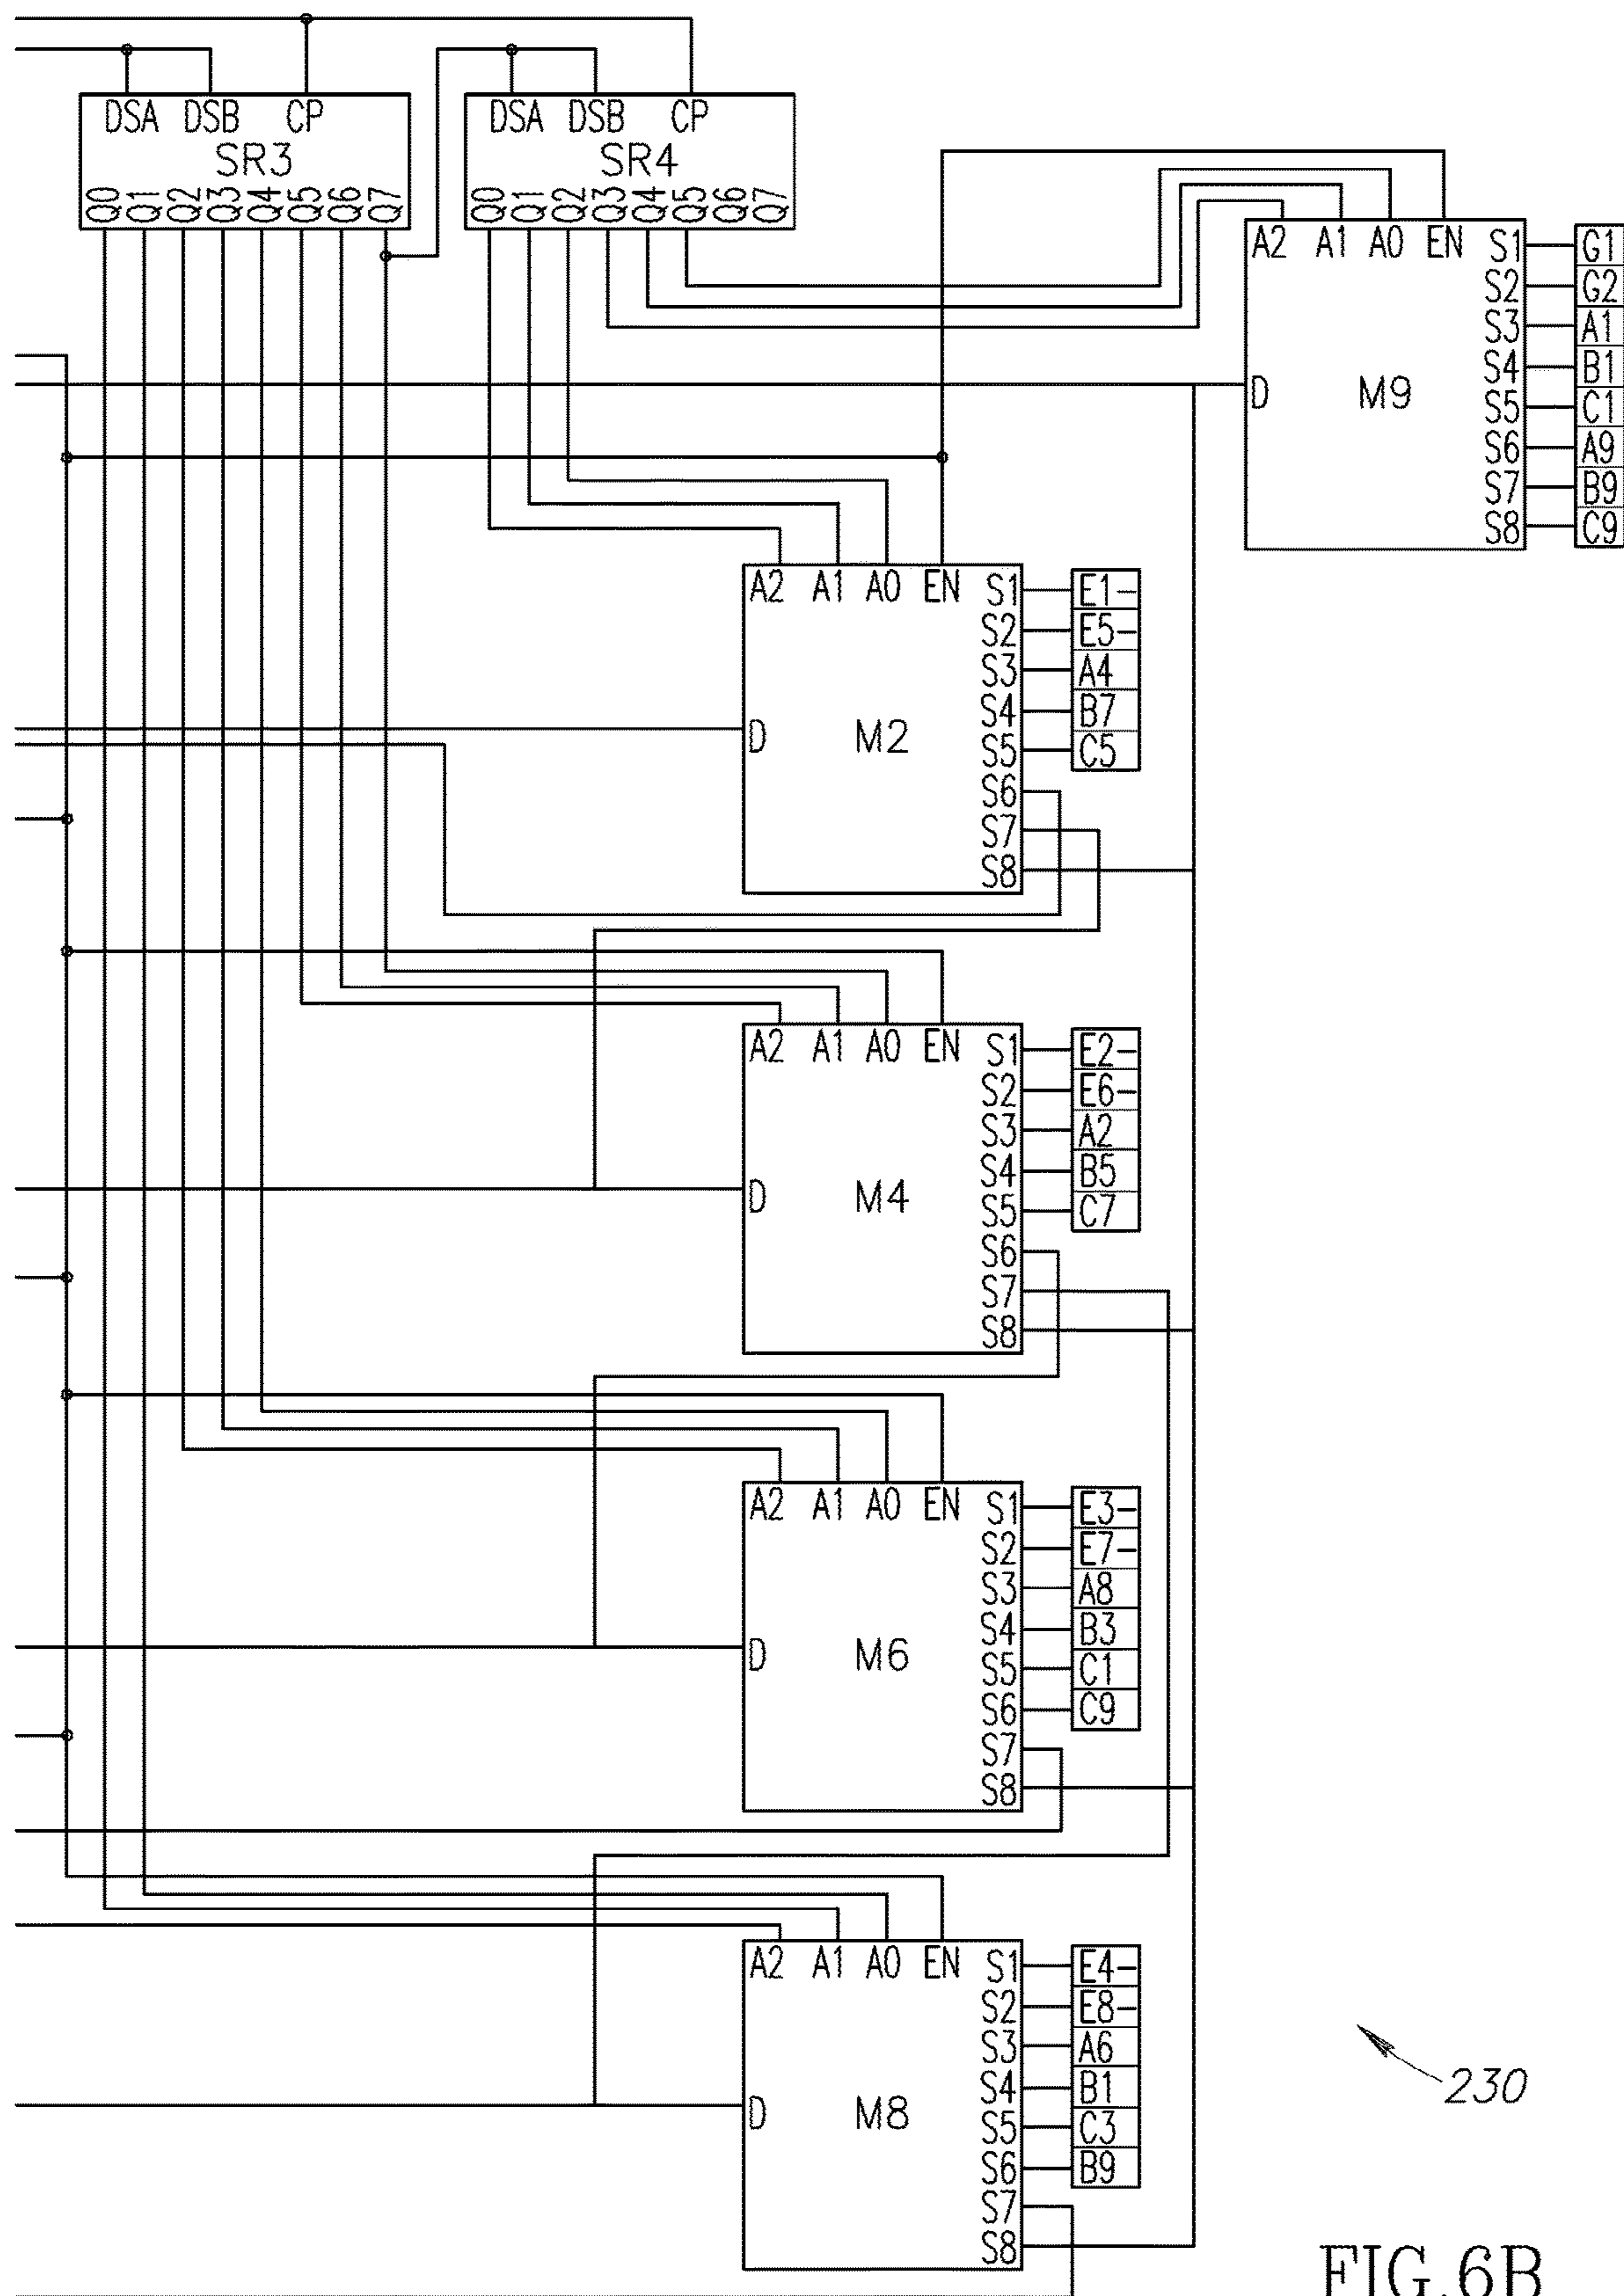 DSA DSB CP
SR3
Q0 Q1 Q2 Q3 Q4 Q5 Q6 Q7
DSA DSB CP
SR4
Q0 Q1 Q2 Q3 Q4 Q5 Q6 Q7
A2 A1 A0 EN S1 G1
S2 G2
S3 A1
S4 B1
D M9
S5 C1
S6 A9
S7 B9
S8 C9
A2 A1 A0 EN S1 E1-
S2 E5-
S3 A4
S4 B7
D M2
S5 C5
S6
S7
S8
A2 A1 A0 EN S1 E2-
S2 E6-
S3 A2
S4 B5
D M4
S5 C7
S6
S7
S8
A2 A1 A0 EN S1 E3-
S2 E7-
S3 A8
S4 B3
D M6
S5 C1
S6 C9
S7
S8
A2 A1 A0 EN S1 E4-
S2 E8-
S3 A6
S4 B1
D M8
S5 C3
S6 B9
S7
S8
230
FIG.6B